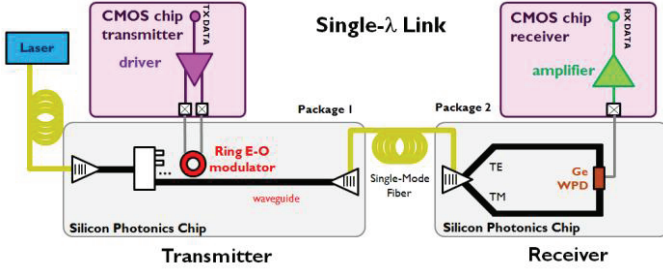 Single-λ Link
Laser
CMOS chip
transmitter
TX DATA
driver
CMOS chip
receiver
RX DATA
amplifier
Package 1
Package 2
Ring E-O
modulator
...
waveguide
Single-Mode
Fiber
TE
TM
Ge
WPD
Silicon Photonics Chip
Silicon Photonics Chip
Transmitter
Receiver